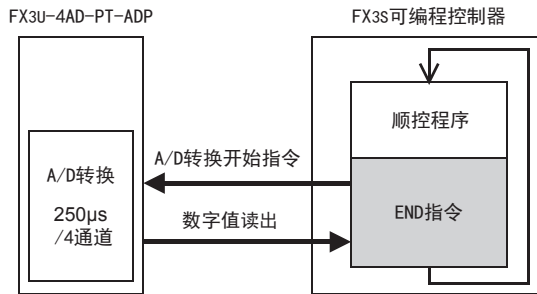 FX3U-4AD-PT-ADP
FX3S可编程控制器
顺控程序
A/D转换开始指令
A/D转换
250μs
/4通道
数字值读出
END指令